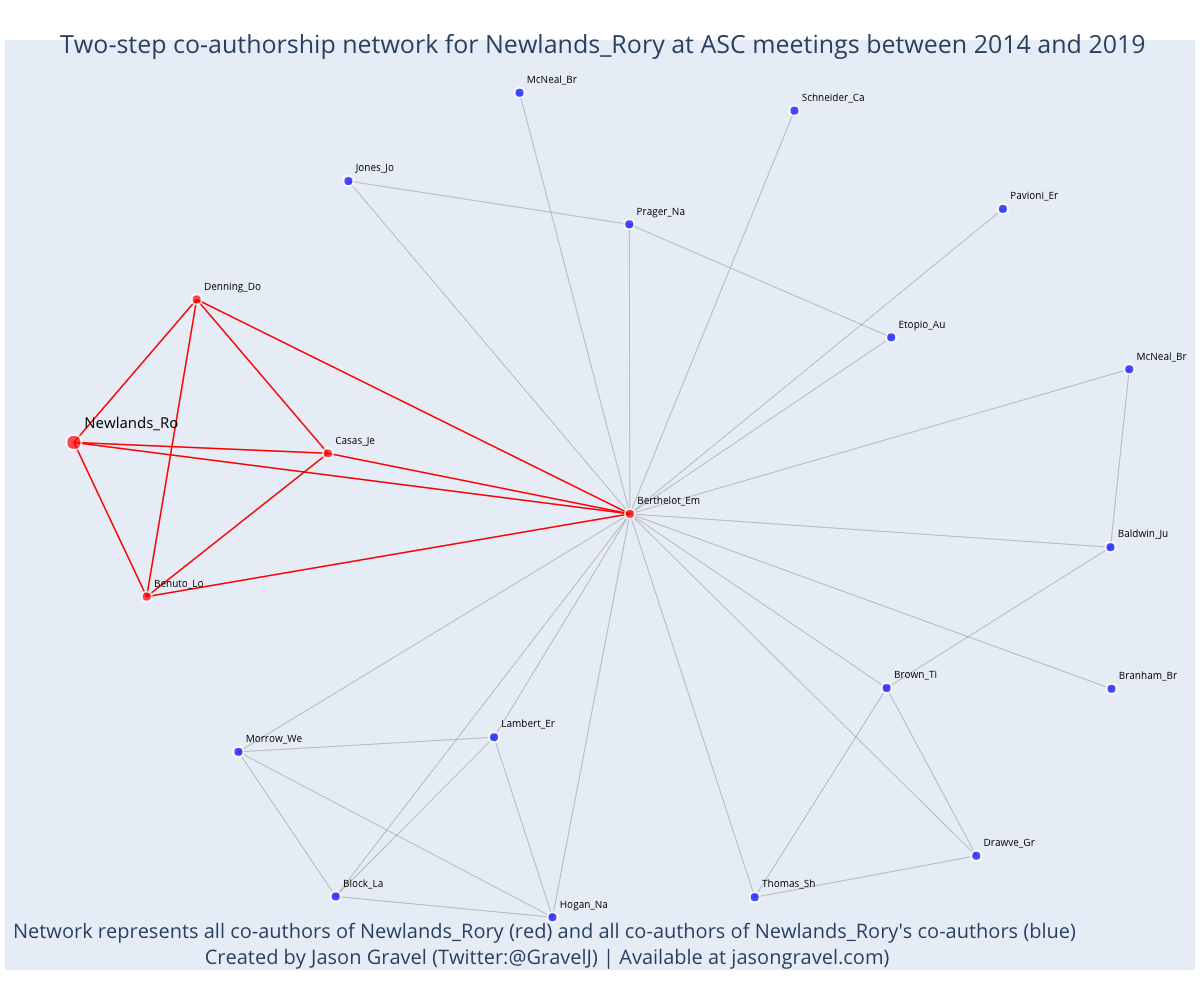 Two-step co-authorship network for Newlands_Rory at ASC meetings between 2014 and 2019
McNeal_Br
Schneider_Ca
Jones_Jo
Pavioni_Er
Prager_Na
Denning_Do
Etopio_Au
McNeal_Br
Newlands_Ro
Casas_Je
Berthelot_Em
Baldwin_Ju
Benuto_Lo
Brown_Ti
Branham_Br
Lambert_Er
Morrow_We
Drawve_Gr
Block_La
Thomas_Sh
Hogan_Na
Network represents all co-authors of Newlands_Rory (red) and all co-authors of Newlands_Rory's co-authors (blue)
Created by Jason Gravel (Twitter:@GravelJ) | Available at jasongravel.com)